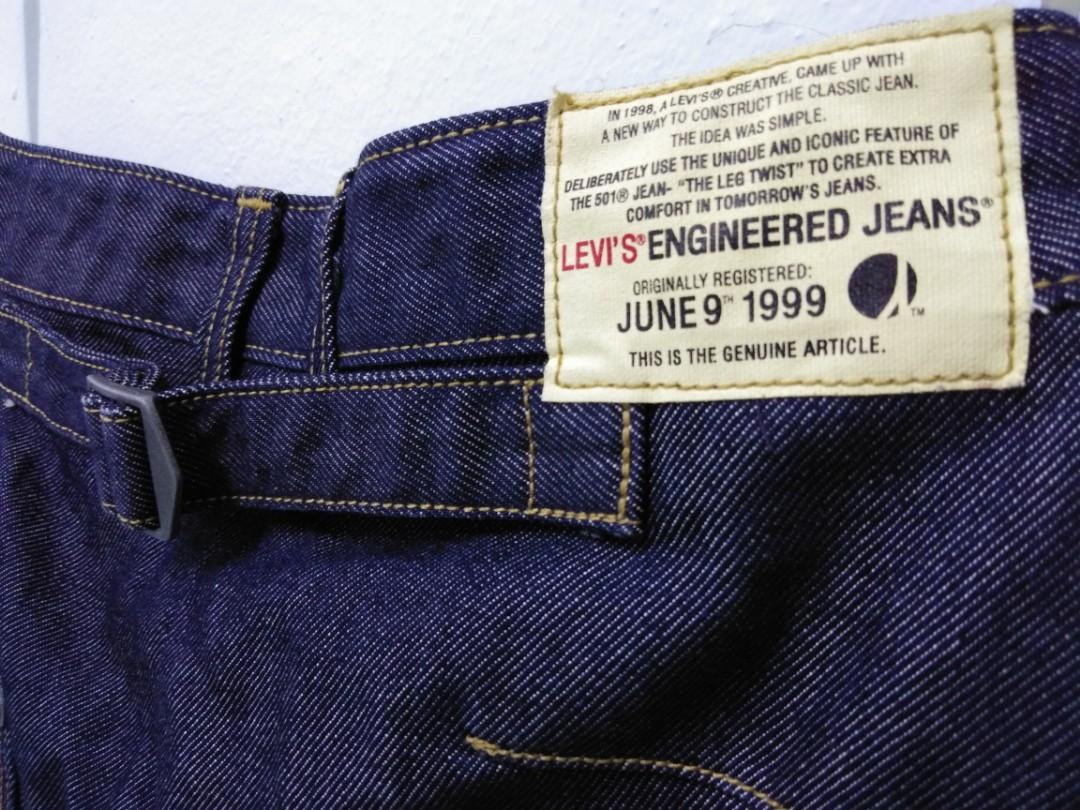 IN 1998, A LEVI'S® CREATIVE, CAME UP WITH
A NEW WAY TO CONSTRUCT THE CLASSIC JEAN.
THE IDEA WAS SIMPLE.
DELIBERATELY USE THE UNIQUE AND ICONIC FEATURE OF
THE 501® JEAN- "THE LEG TWIST" TO CREATE EXTRA
COMFORT IN TOMORROW'S JEANS.
LEVI'S® ENGINEERED JEANS®
ORIGINALLY REGISTERED:
JUNE 9TH 1999
TM
THIS IS THE GENUINE ARTICLE.